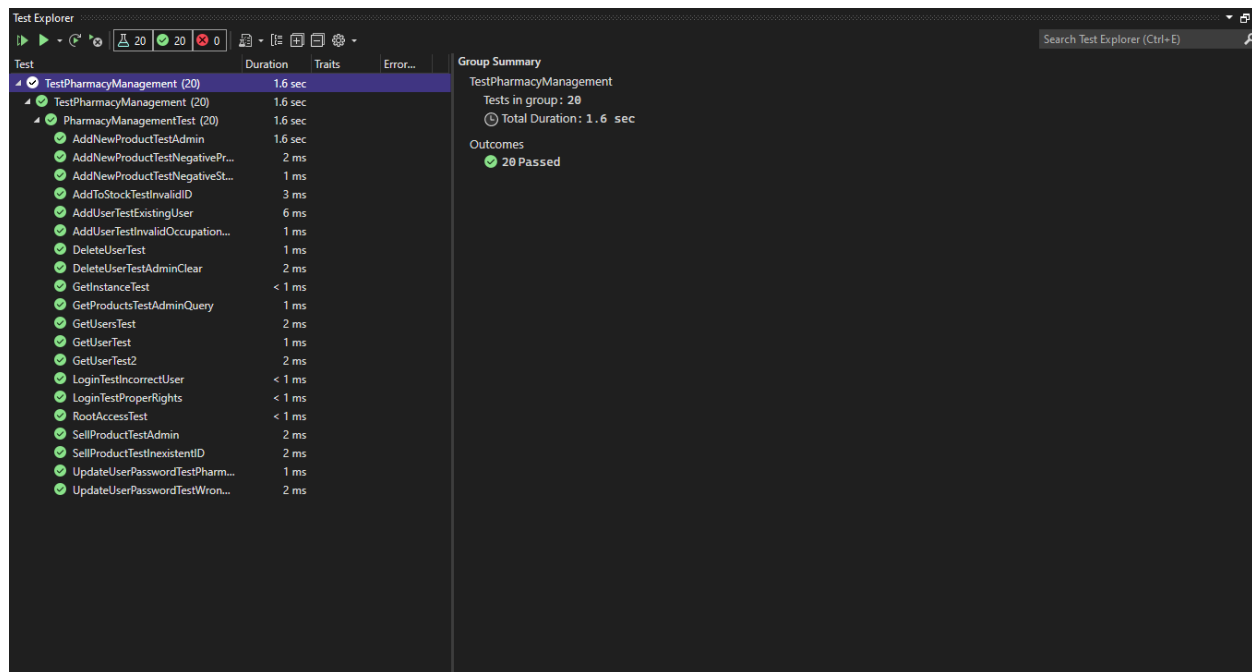 Test Explorer
20 20 0
Search Test Explorer (Ctrl+E)
Test Duration Traits Error...
TestPharmacyManagement (20) 1.6 sec
TestPharmacyManagement (20) 1.6 sec
PharmacyManagementTest (20) 1.6 sec
AddNewProductTestAdmin 1.6 sec
AddNewProductTestNegativePr... 2 ms
AddNewProductTestNegativeSt... 1 ms
AddToStockTestInvalidID 3 ms
AddUserTestExistingUser 6 ms
AddUserTestInvalidOccupation... 1 ms
DeleteUserTest 1 ms
DeleteUserTestAdminClear 2 ms
GetInstanceTest < 1 ms
GetProductsTestAdminQuery 1 ms
GetUsersTest 2 ms
GetUserTest 1 ms
GetUserTest2 2 ms
LoginTestIncorrectUser < 1 ms
LoginTestProperRights < 1 ms
RootAccessTest < 1 ms
SellProductTestAdmin 2 ms
SellProductTestInexistentID 2 ms
UpdateUserPasswordTestPharm... 1 ms
UpdateUserPasswordTestWron... 2 ms
Group Summary
TestPharmacyManagement
Tests in group: 20
Total Duration: 1.6 sec
Outcomes
20 Passed